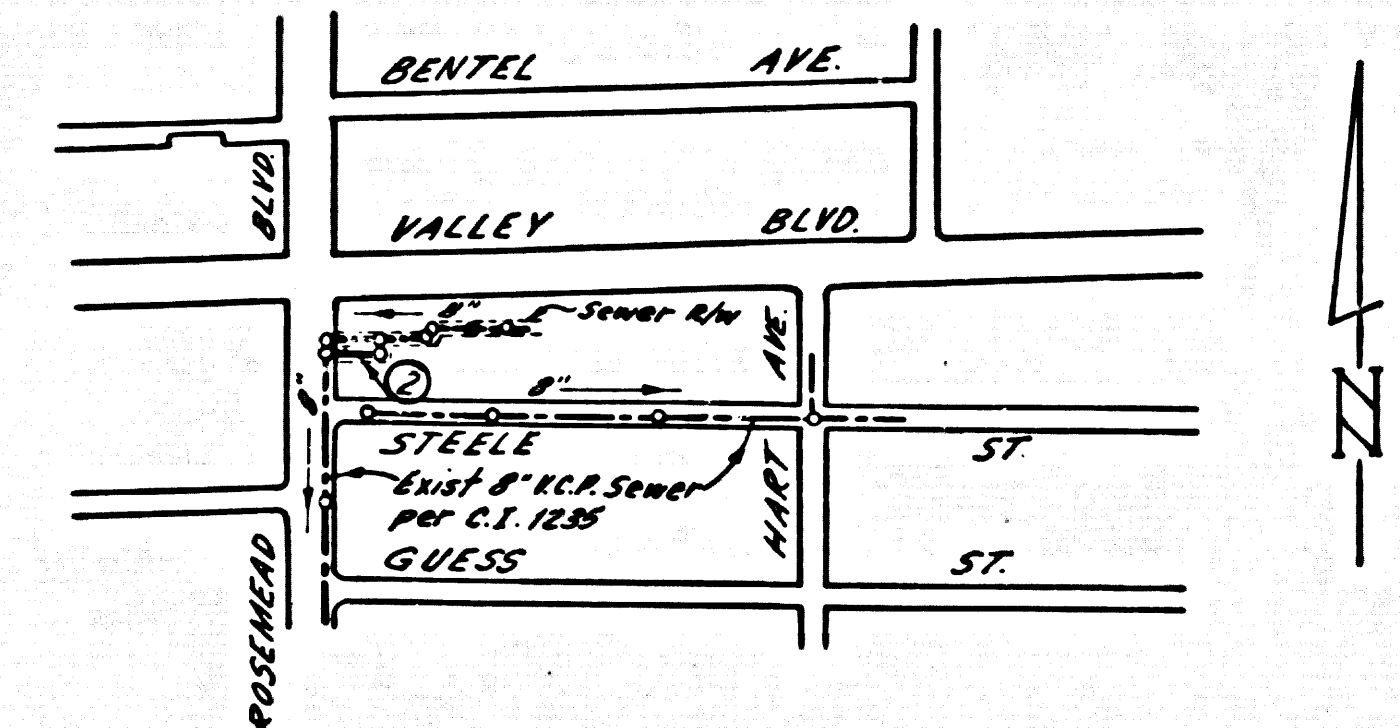 BENTEL AVE.
BLVD.
VALLEY BLVD.
8" Sewer R/W
AVE.
2
8"
8"
STEELE ST.
Exist 8" V.C.P. Sewer
per C.I. 1235
HART
GUESS ST.
ROSEMEAD
N